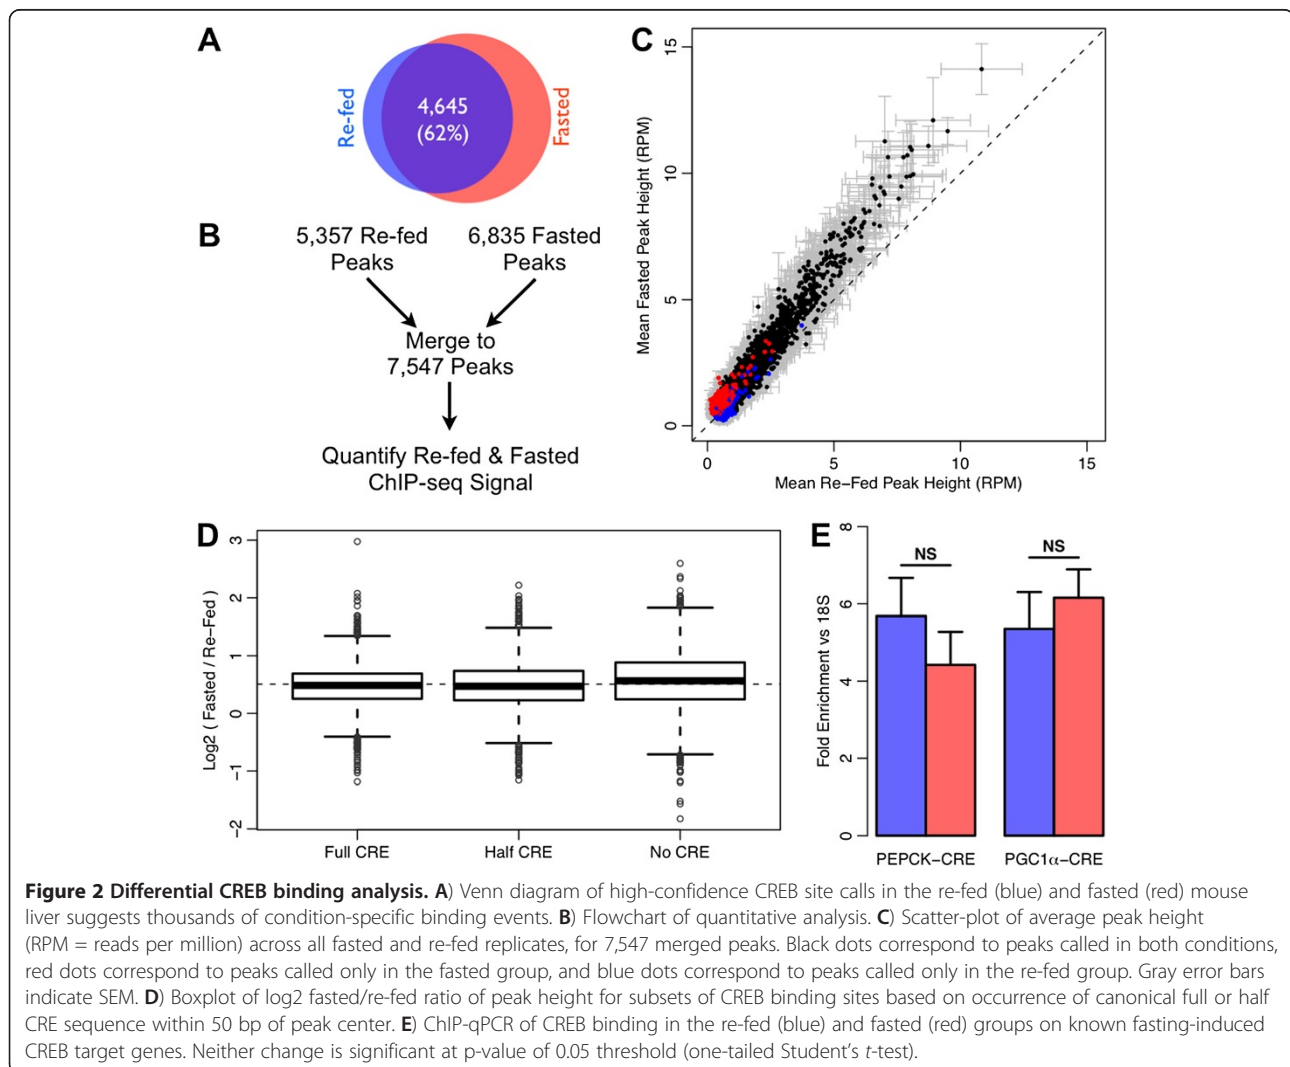 A
Re-fed
4,645
(62%)
Fasted
B
5,357 Re-fed
Peaks
6,835 Fasted
Peaks
Merge to
7,547 Peaks
Quantify Re-fed & Fasted
ChIP-seq Signal
C
Mean Fasted Peak Height (RPM)
15
10
5
0
0 5 10 15
Mean Re-Fed Peak Height (RPM)
D
Log2 ( Fasted / Re-Fed )
3
2
1
0
-1
-2
Full CRE Half CRE No CRE
E
Fold Enrichment vs 18S
8
6
4
2
0
NS NS
PEPCK-CRE PGC1α-CRE
Figure 2 Differential CREB binding analysis. A) Venn diagram of high-confidence CREB site calls in the re-fed (blue) and fasted (red) mouse
liver suggests thousands of condition-specific binding events. B) Flowchart of quantitative analysis. C) Scatter-plot of average peak height
(RPM = reads per million) across all fasted and re-fed replicates, for 7,547 merged peaks. Black dots correspond to peaks called in both conditions,
red dots correspond to peaks called only in the fasted group, and blue dots correspond to peaks called only in the re-fed group. Gray error bars
indicate SEM. D) Boxplot of log2 fasted/re-fed ratio of peak height for subsets of CREB binding sites based on occurrence of canonical full or half
CRE sequence within 50 bp of peak center. E) ChIP-qPCR of CREB binding in the re-fed (blue) and fasted (red) groups on known fasting-induced
CREB target genes. Neither change is significant at p-value of 0.05 threshold (one-tailed Student's t-test).